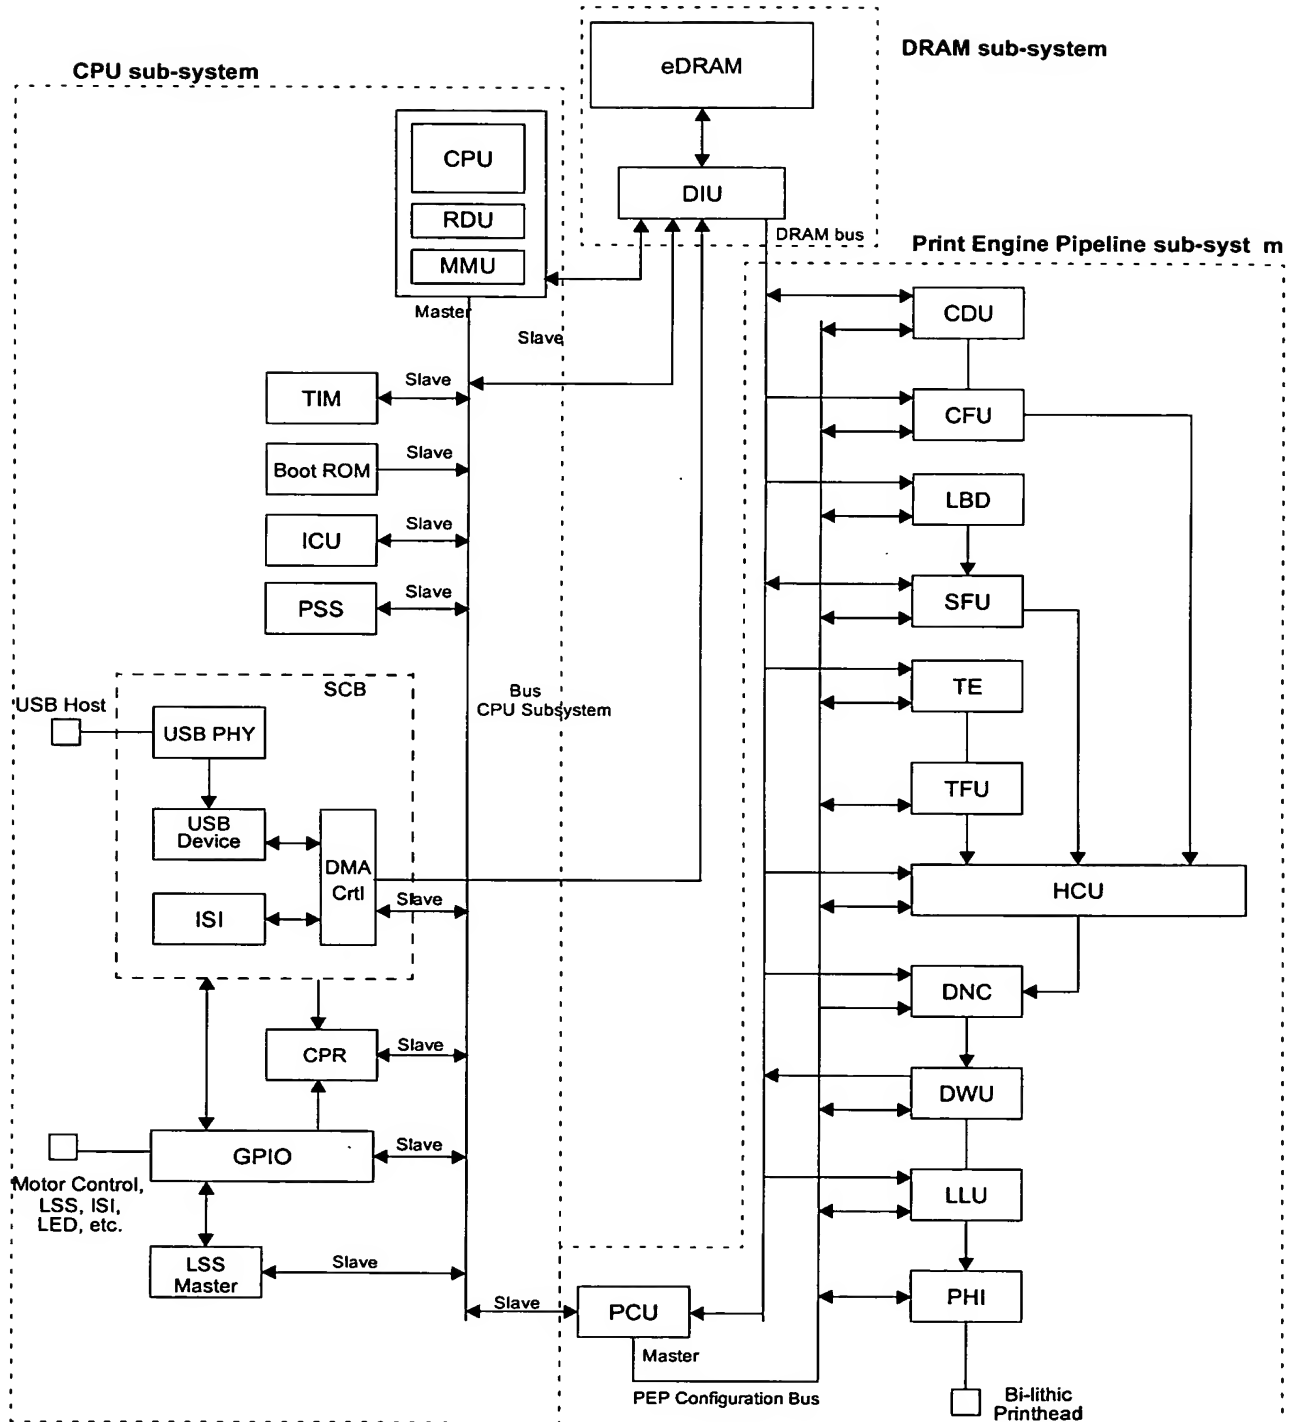 DRAM sub-system
CPU sub-system
eDRAM
CPU
DIU
RDU
DRAM bus
MMU
Print Engine Pipeline sub-syst m
Master
CDU
Slave
TIM
Slave
CFU
Boot ROM
Slave
LBD
ICU
Slave
PSS
Slave
SFU
SCB
TE
USB Host
USB PHY
Bus
CPU Subsystem
TFU
USB
Device
DMA
Crtl
Slave
HCU
ISI
DNC
CPR
Slave
DWU
GPIO
Slave
Motor Control,
LSS, ISI,
LED, etc.
LLU
LSS
Master
Slave
PHI
Slave
PCU
Master
PEP Configuration Bus
Bi-lithic
Printhead